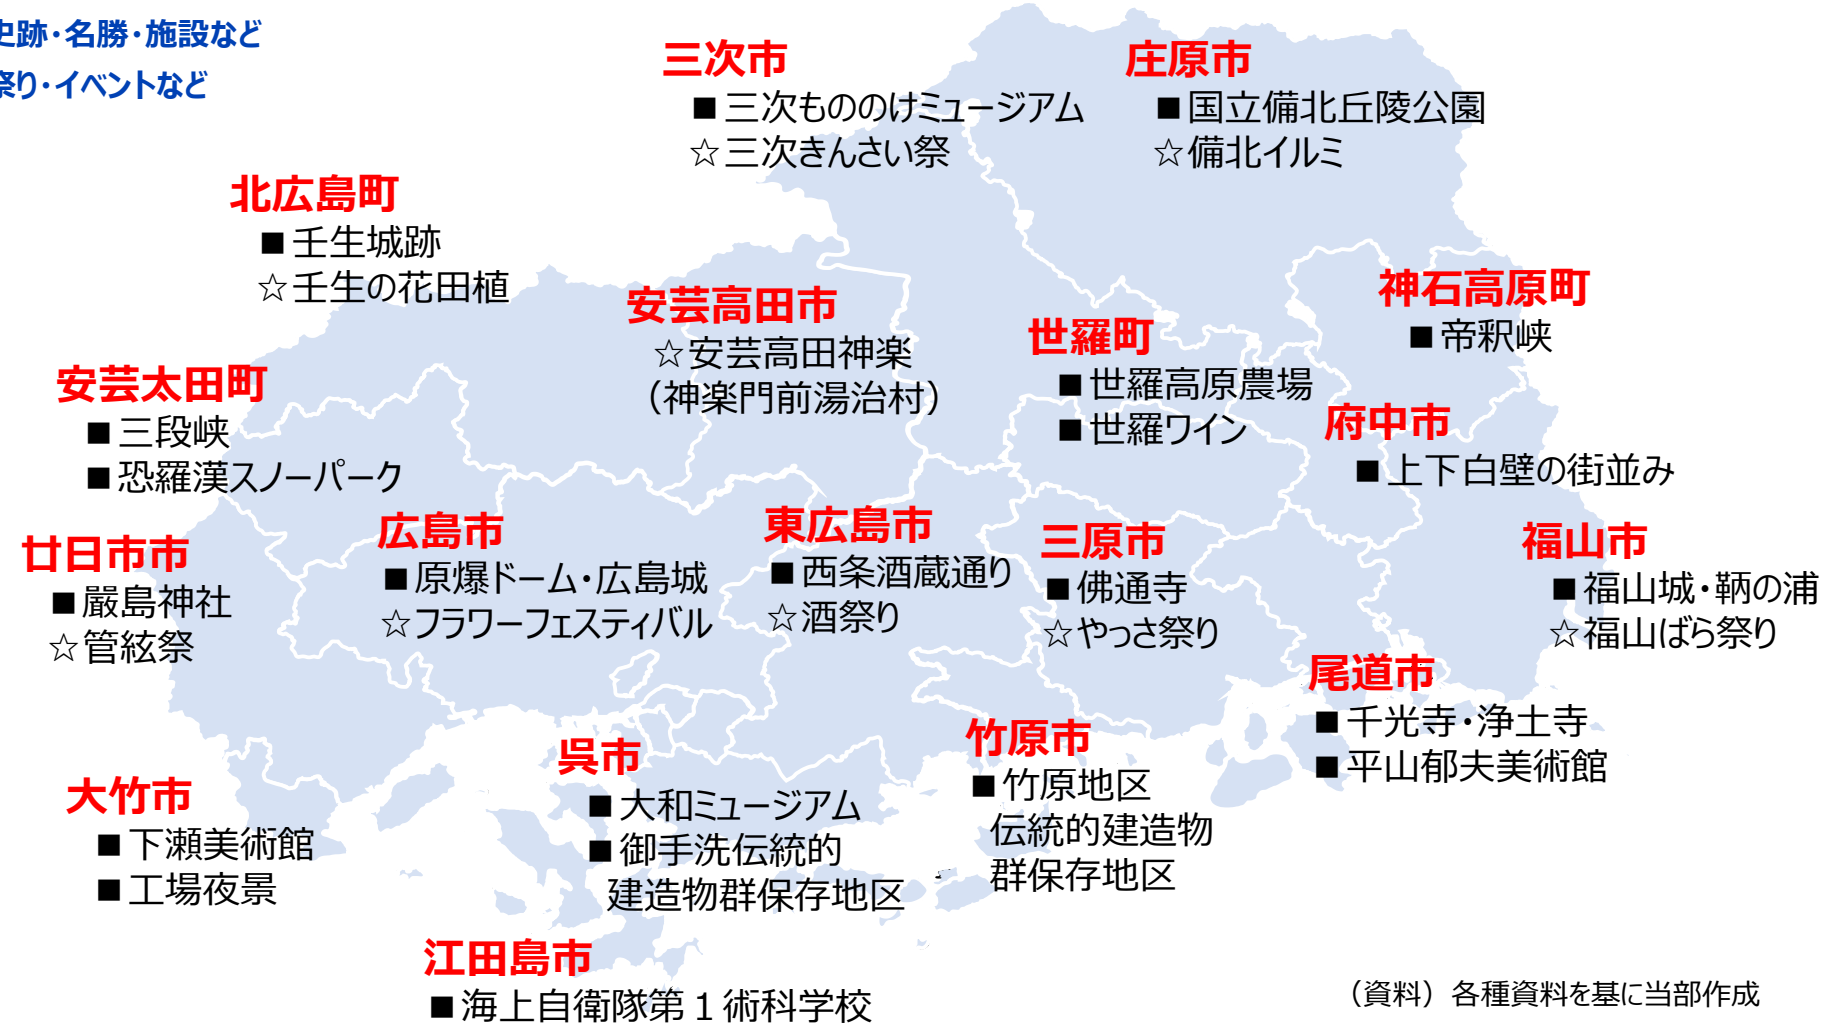 史跡・名勝・施設など
祭り・イベントなど
三次市
■三次もののけミュージアム
☆三次きんさい祭
庄原市
■国立備北丘陵公園
☆備北イルミ
北広島町
■壬生城跡
☆壬生の花田植
安芸高田市
☆安芸高田神楽
（神楽門前湯治村）
世羅町
■世羅高原農場
■世羅ワイン
神石高原町
■帝釈峡
安芸太田町
■三段峡
■恐羅漢スノーパーク
府中市
■上下白壁の街並み
廿日市市
■嚴島神社
☆管絃祭
広島市
■原爆ドーム・広島城
☆フラワーフェスティバル
東広島市
■西条酒蔵通り
☆酒祭り
三原市
■佛通寺
☆やっさ祭り
福山市
■福山城・鞆の浦
☆福山ばら祭り
尾道市
■千光寺・浄土寺
■平山郁夫美術館
大竹市
■下瀬美術館
■工場夜景
呉市
■大和ミュージアム
■御手洗伝統的
建造物群保存地区
竹原市
■竹原地区
伝統的建造物
群保存地区
江田島市
■海上自衛隊第１術科学校
（資料）各種資料を基に当部作成